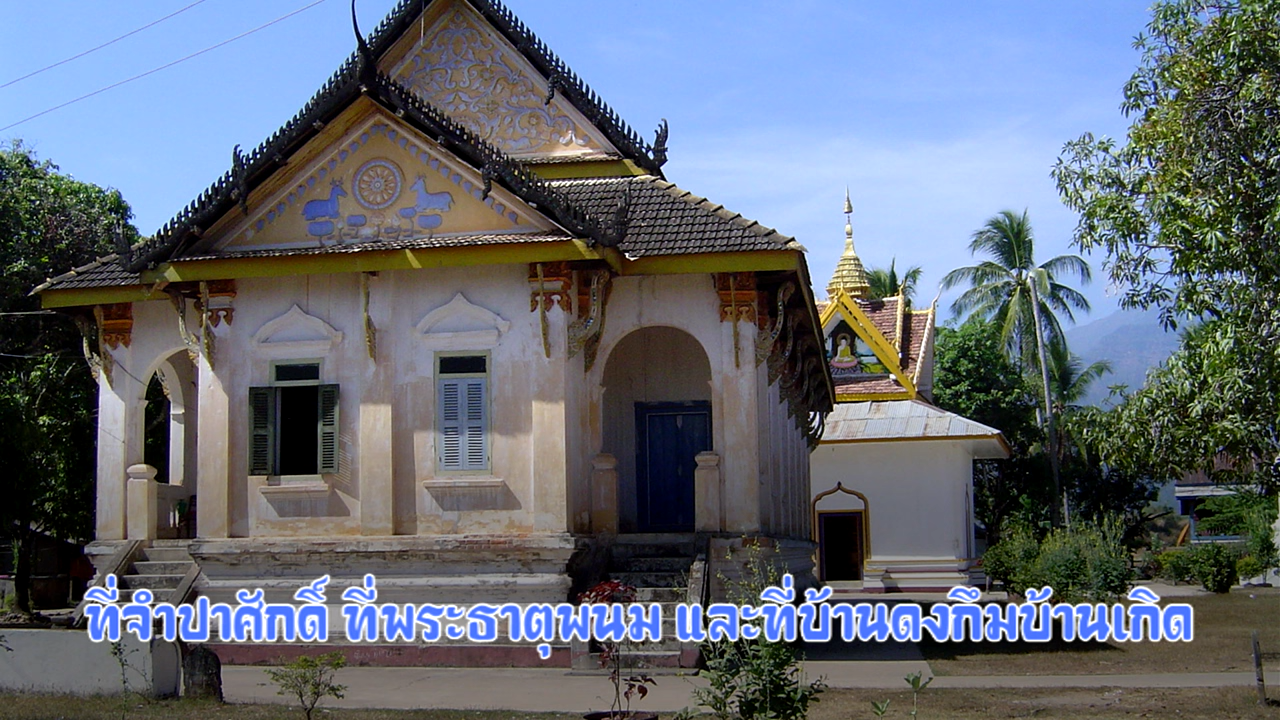 ที่จำปาศักดิ์ ที่พระธาตุพนม และที่บ้านดงกึมบ้านเกิด